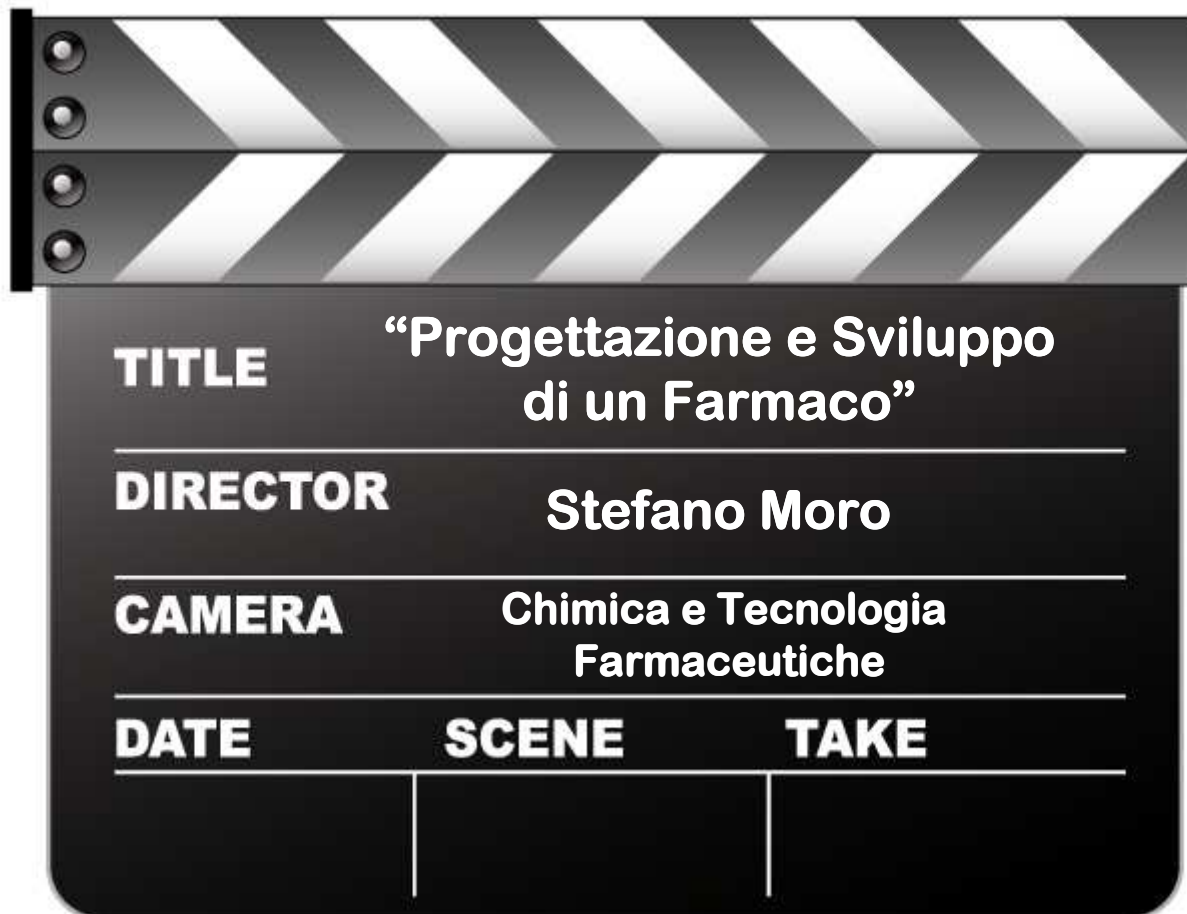 TITLE
“Progettazione e Sviluppo
di un Farmaco”
DIRECTOR
Stefano Moro
CAMERA
Chimica e Tecnologia
Farmaceutiche
DATE SCENE TAKE